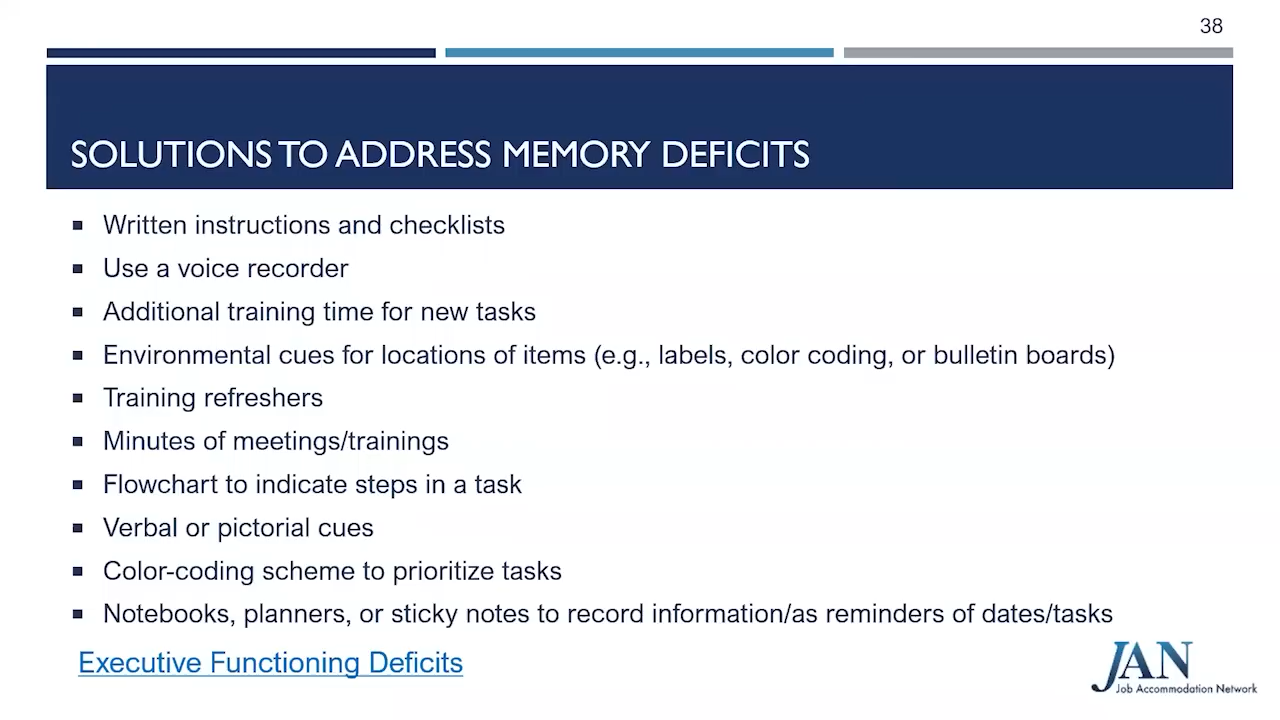 38
SOLUTIONS TO ADDRESS MEMORY DEFICITS
▪ Written instructions and checklists
▪ Use a voice recorder
▪ Additional training time for new tasks
▪ Environmental cues for locations of items (e.g., labels, color coding, or bulletin boards)
▪ Training refreshers
▪ Minutes of meetings/trainings
▪ Flowchart to indicate steps in a task
▪ Verbal or pictorial cues
▪ Color-coding scheme to prioritize tasks
▪ Notebooks, planners, or sticky notes to record information/as reminders of dates/tasks
Executive Functioning Deficits
JAN
Job Accommodation Network